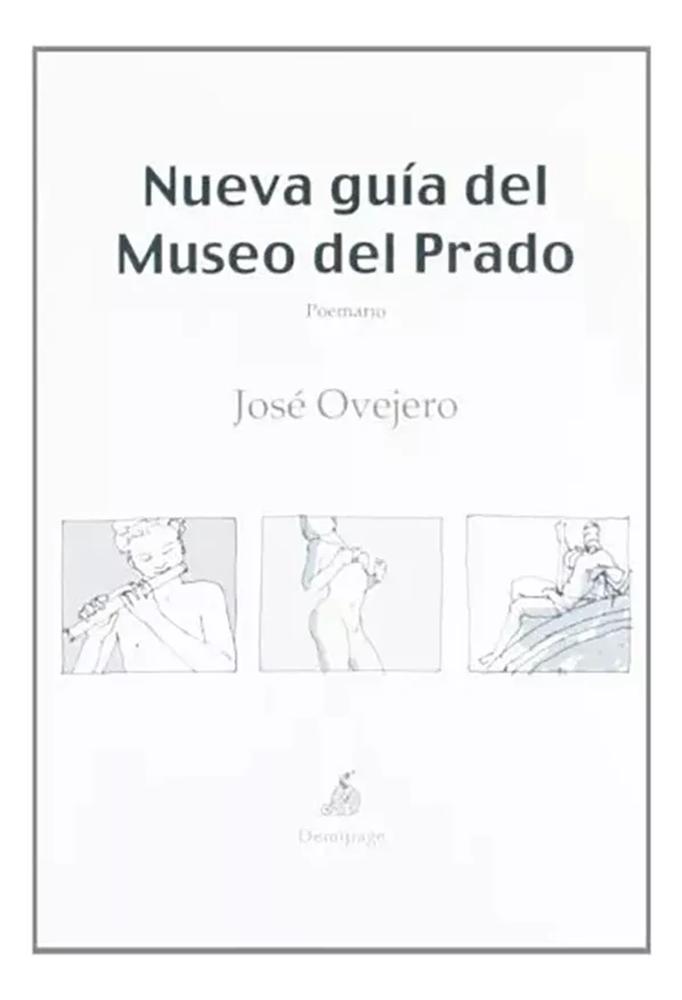 Nueva guía del
Museo del Prado
Poemario
José Ovejero
Demipage